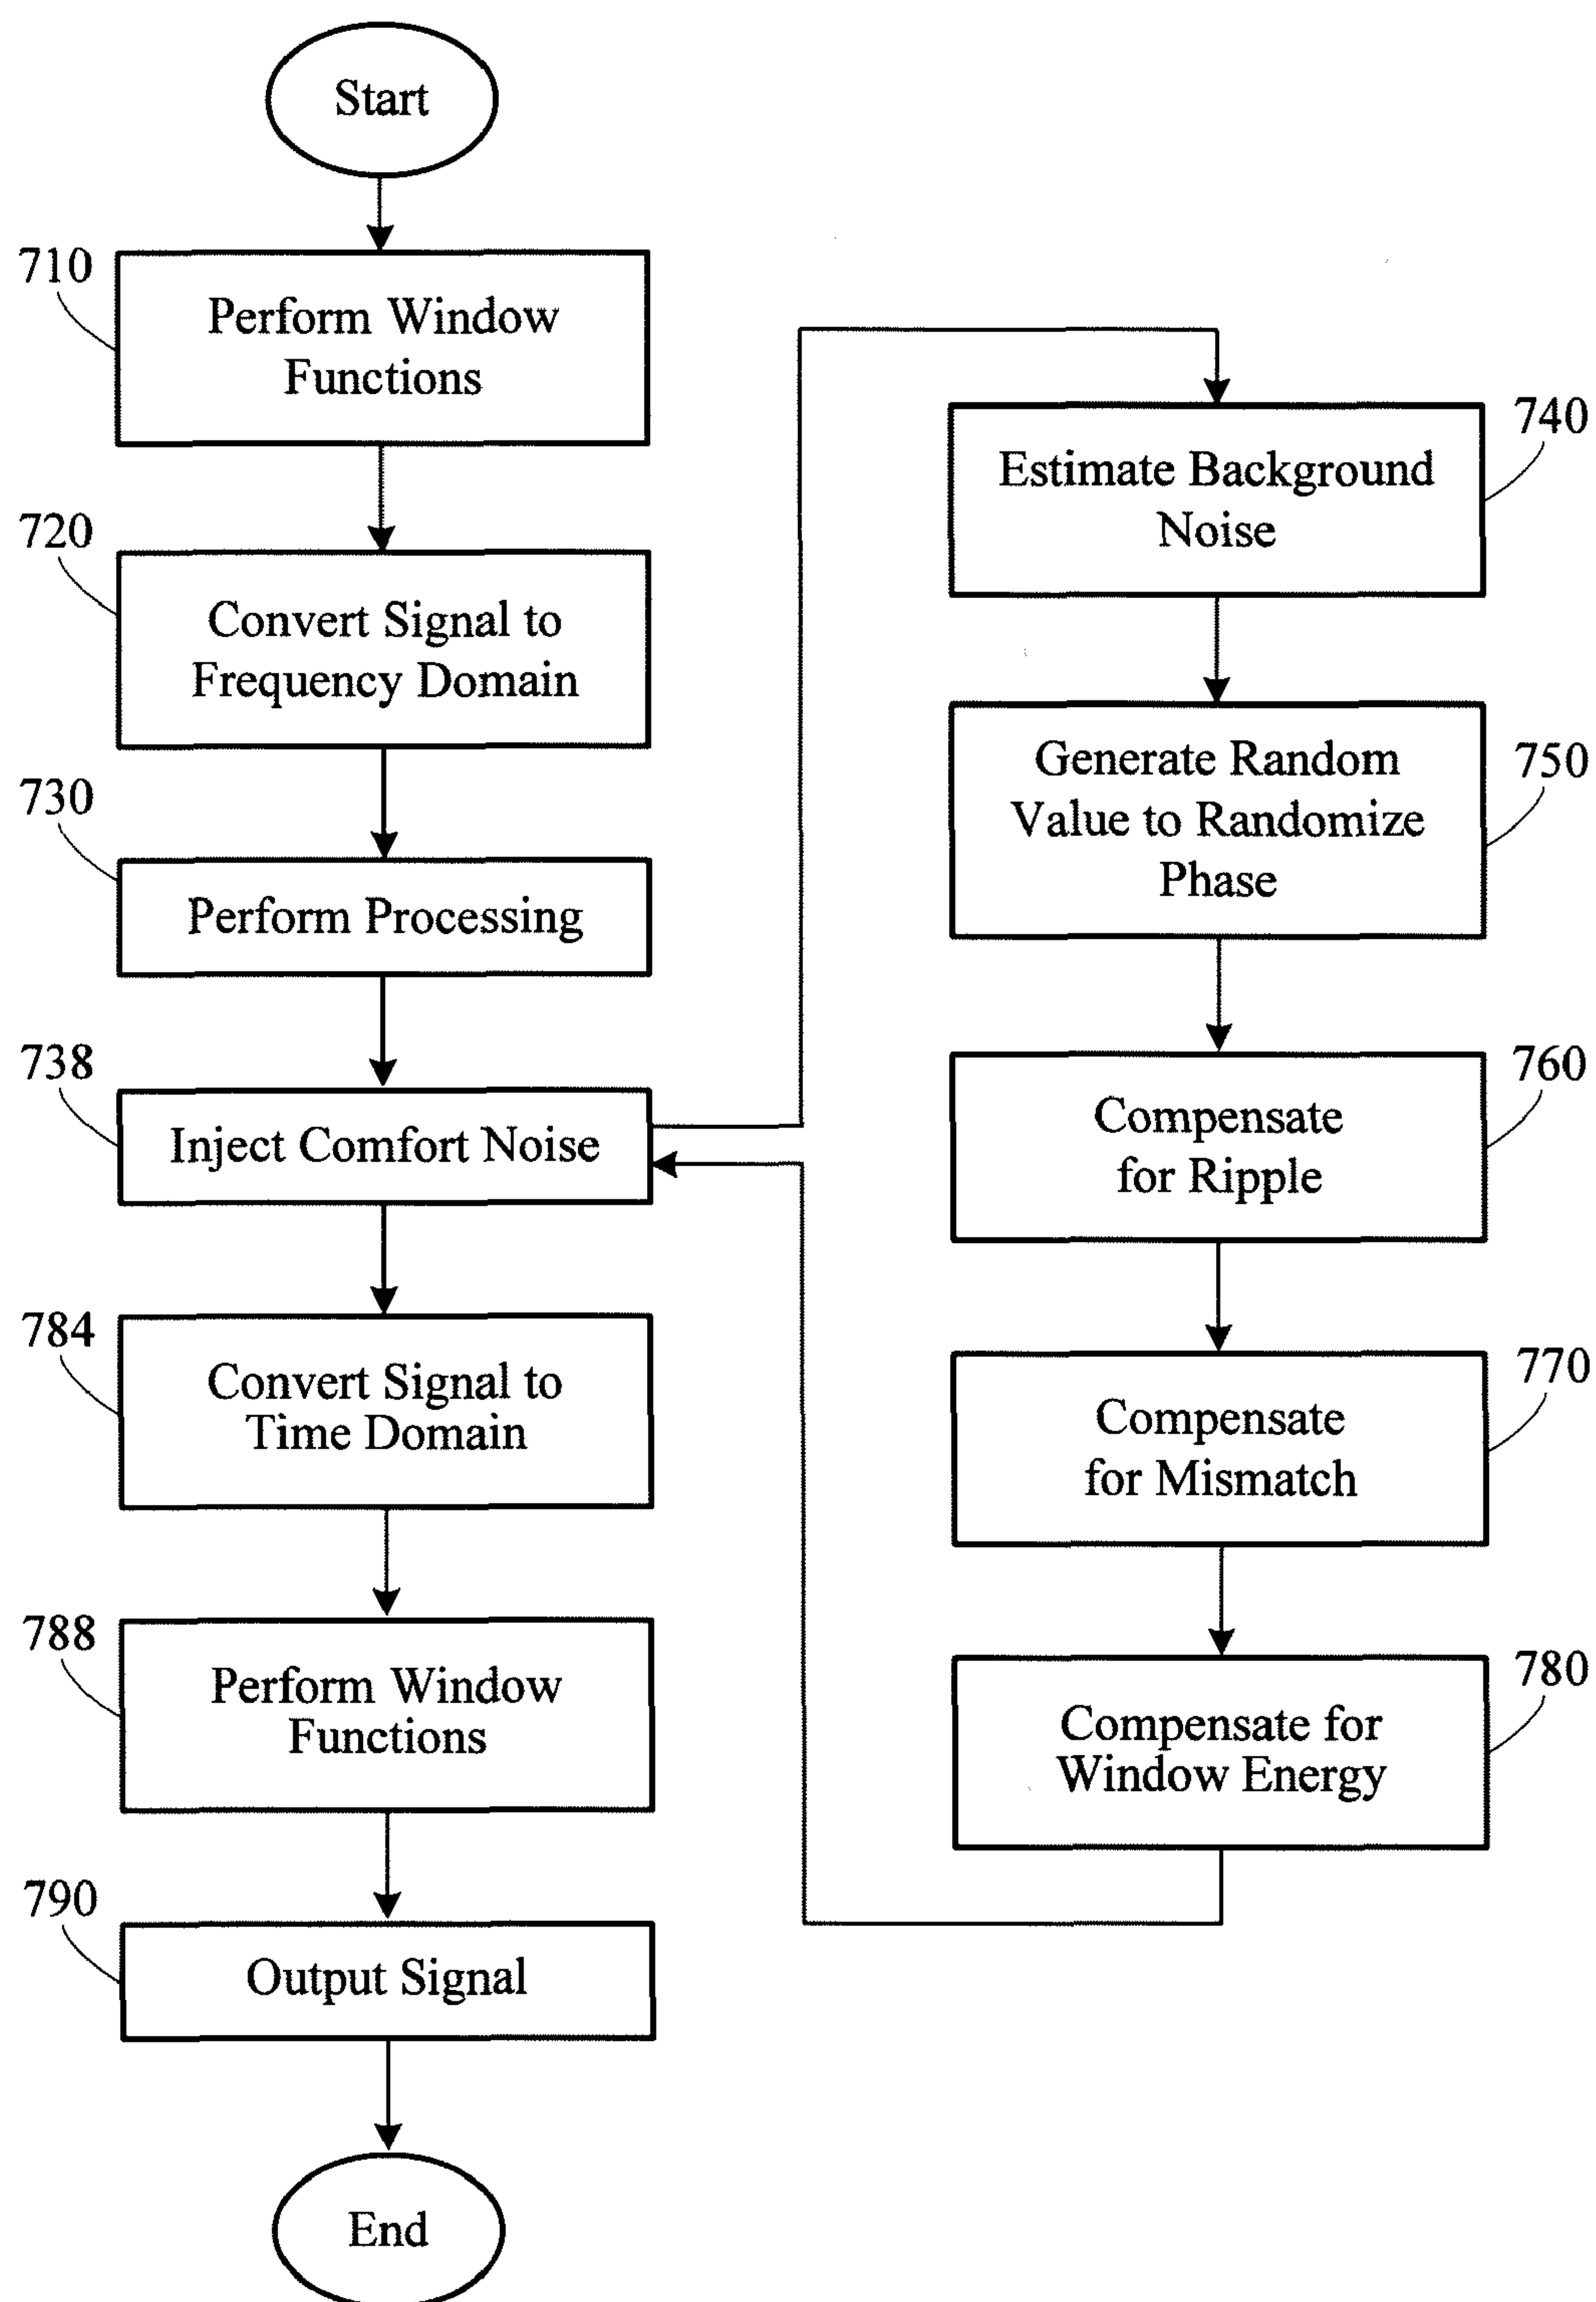 Start
710
Perform Window
Functions
720
Convert Signal to
Frequency Domain
730
Perform Processing
738
Inject Comfort Noise
784
Convert Signal to
Time Domain
788
Perform Window
Functions
790
Output Signal
End
740
Estimate Background
Noise
750
Generate Random
Value to Randomize
Phase
760
Compensate
for Ripple
770
Compensate
for Mismatch
780
Compensate for
Window Energy